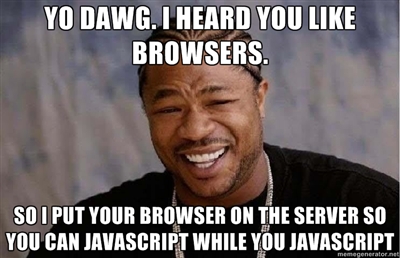 YO DAWG. I HEARD YOU LIKE
BROWSERS.
SO I PUT YOUR BROWSER ON THE SERVER SO
YOU CAN JAVASCRIPT WHILE YOU JAVASCRIPT
memegenerator.net